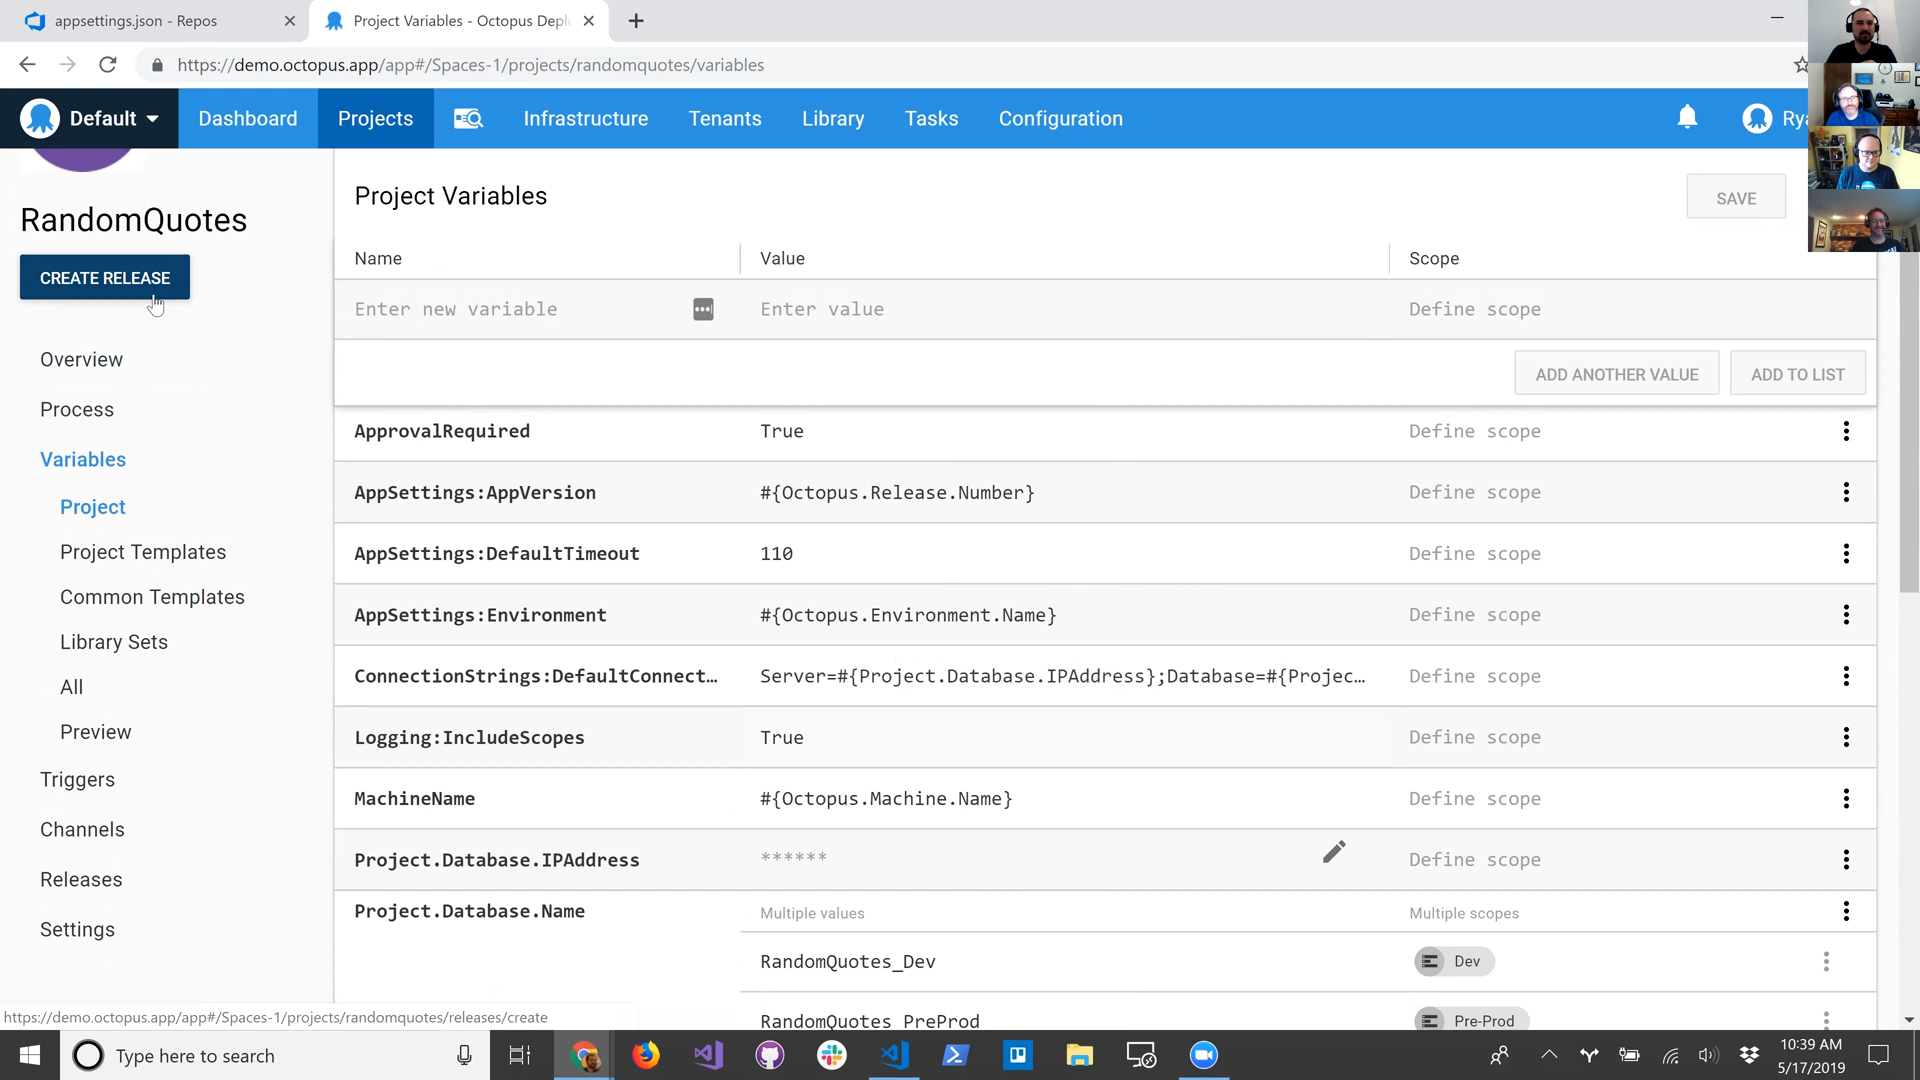 appsettings.json - Repos
Project Variables - Octopus Depl
https://demo.octopus.app/app#/Spaces-1/projects/randomquotes/variables
Default
Dashboard
Projects
Infrastructure
Tenants
Library
Tasks
Configuration
Rya
RandomQuotes
CREATE RELEASE
Overview
Process
Variables
Project
Project Templates
Common Templates
Library Sets
All
Preview
Triggers
Channels
Releases
Settings
Project Variables
SAVE
Name Value Scope
Enter new variable Enter value Define scope
ADD ANOTHER VALUE ADD TO LIST
ApprovalRequired True Define scope
AppSettings:AppVersion #{Octopus.Release.Number} Define scope
AppSettings:DefaultTimeout 110 Define scope
AppSettings:Environment #{Octopus.Environment.Name} Define scope
ConnectionStrings:DefaultConnect… Server=#{Project.Database.IPAddress};Database=#{Projec… Define scope
Logging:IncludeScopes True Define scope
MachineName #{Octopus.Machine.Name} Define scope
Project.Database.IPAddress ****** Define scope
Project.Database.Name Multiple values Multiple scopes
RandomQuotes_Dev Dev
RandomQuotes_PreProd Pre-Prod
https://demo.octopus.app/app#/Spaces-1/projects/randomquotes/releases/create
Type here to search
10:39 AM
5/17/2019